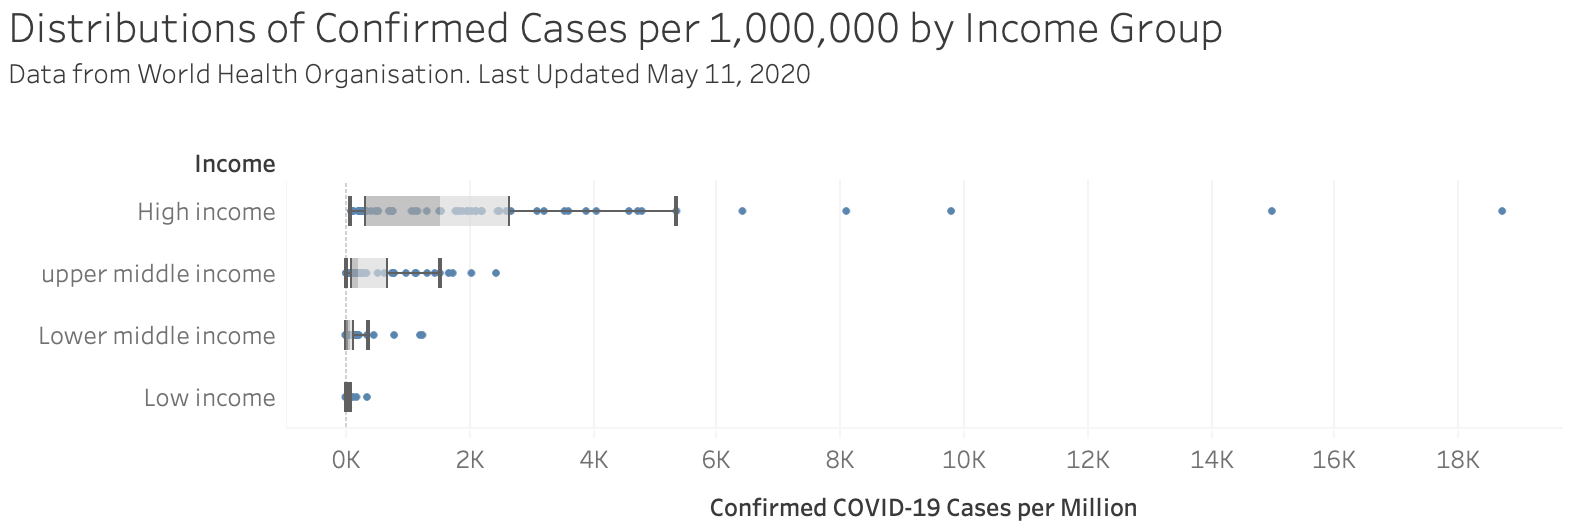 Distributions of Confirmed Cases per 1,000,000 by Income Group
Data from World Health Organisation. Last Updated May 11, 2020
Income
High income
upper middle income
Lower middle income
Low income
0K 2K 4K 6K 8K 10K 12K 14K 16K 18K
Confirmed COVID-19 Cases per Million